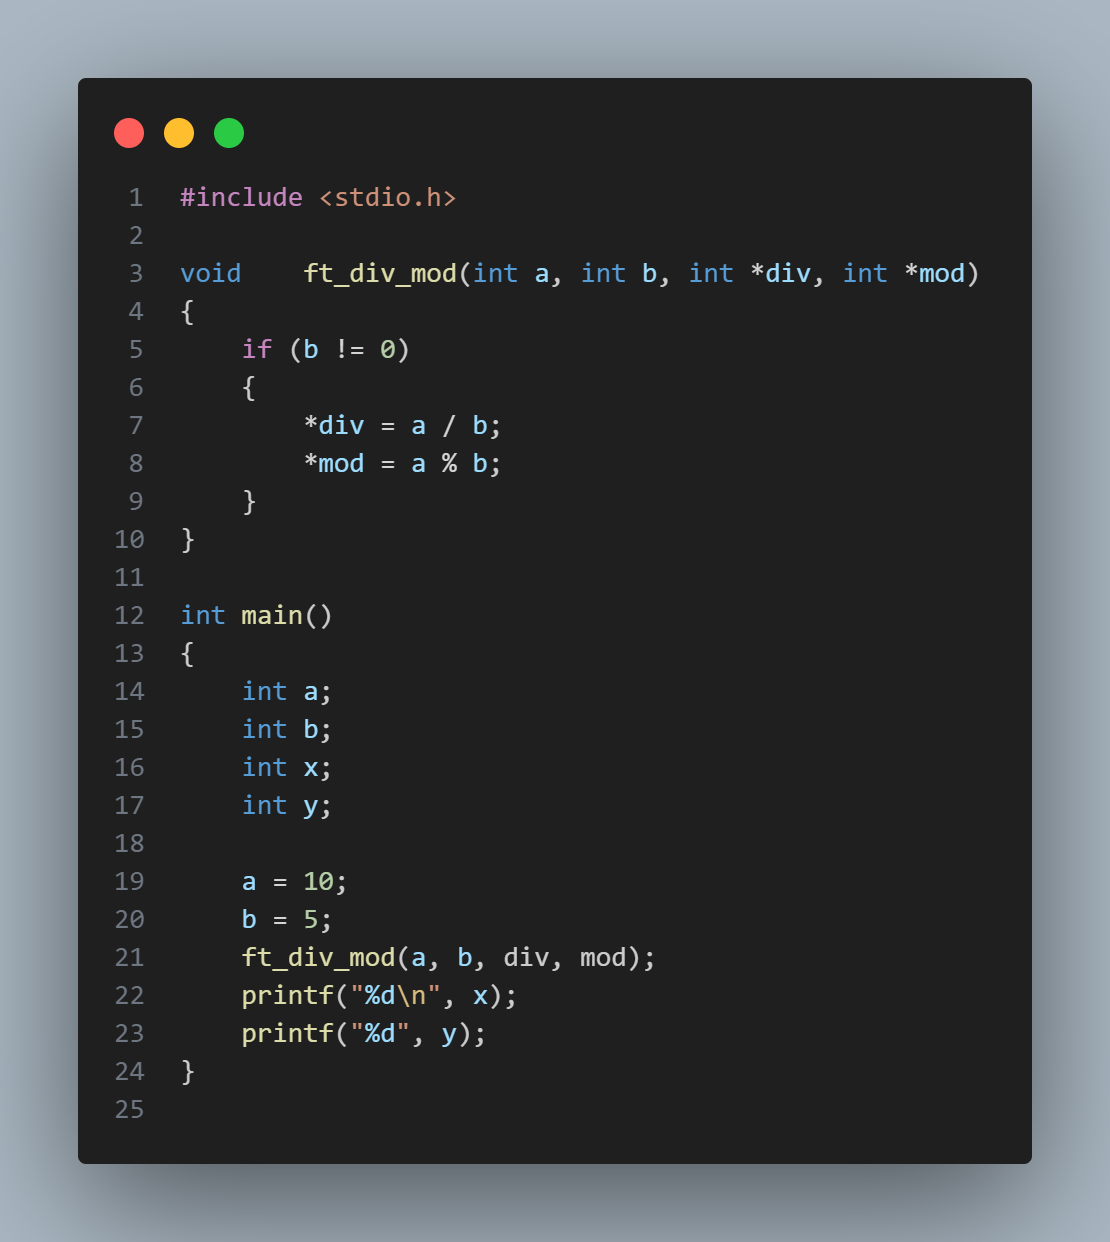 1 #include <stdio.h>
2
3 void    ft_div_mod(int a, int b, int *div, int *mod)
4 {
5     if (b != 0)
6     {
7         *div = a / b;
8         *mod = a % b;
9     }
10 }
11
12 int main()
13 {
14     int a;
15     int b;
16     int x;
17     int y;
18
19     a = 10;
20     b = 5;
21     ft_div_mod(a, b, div, mod);
22     printf("%d\n", x);
23     printf("%d", y);
24 }
25